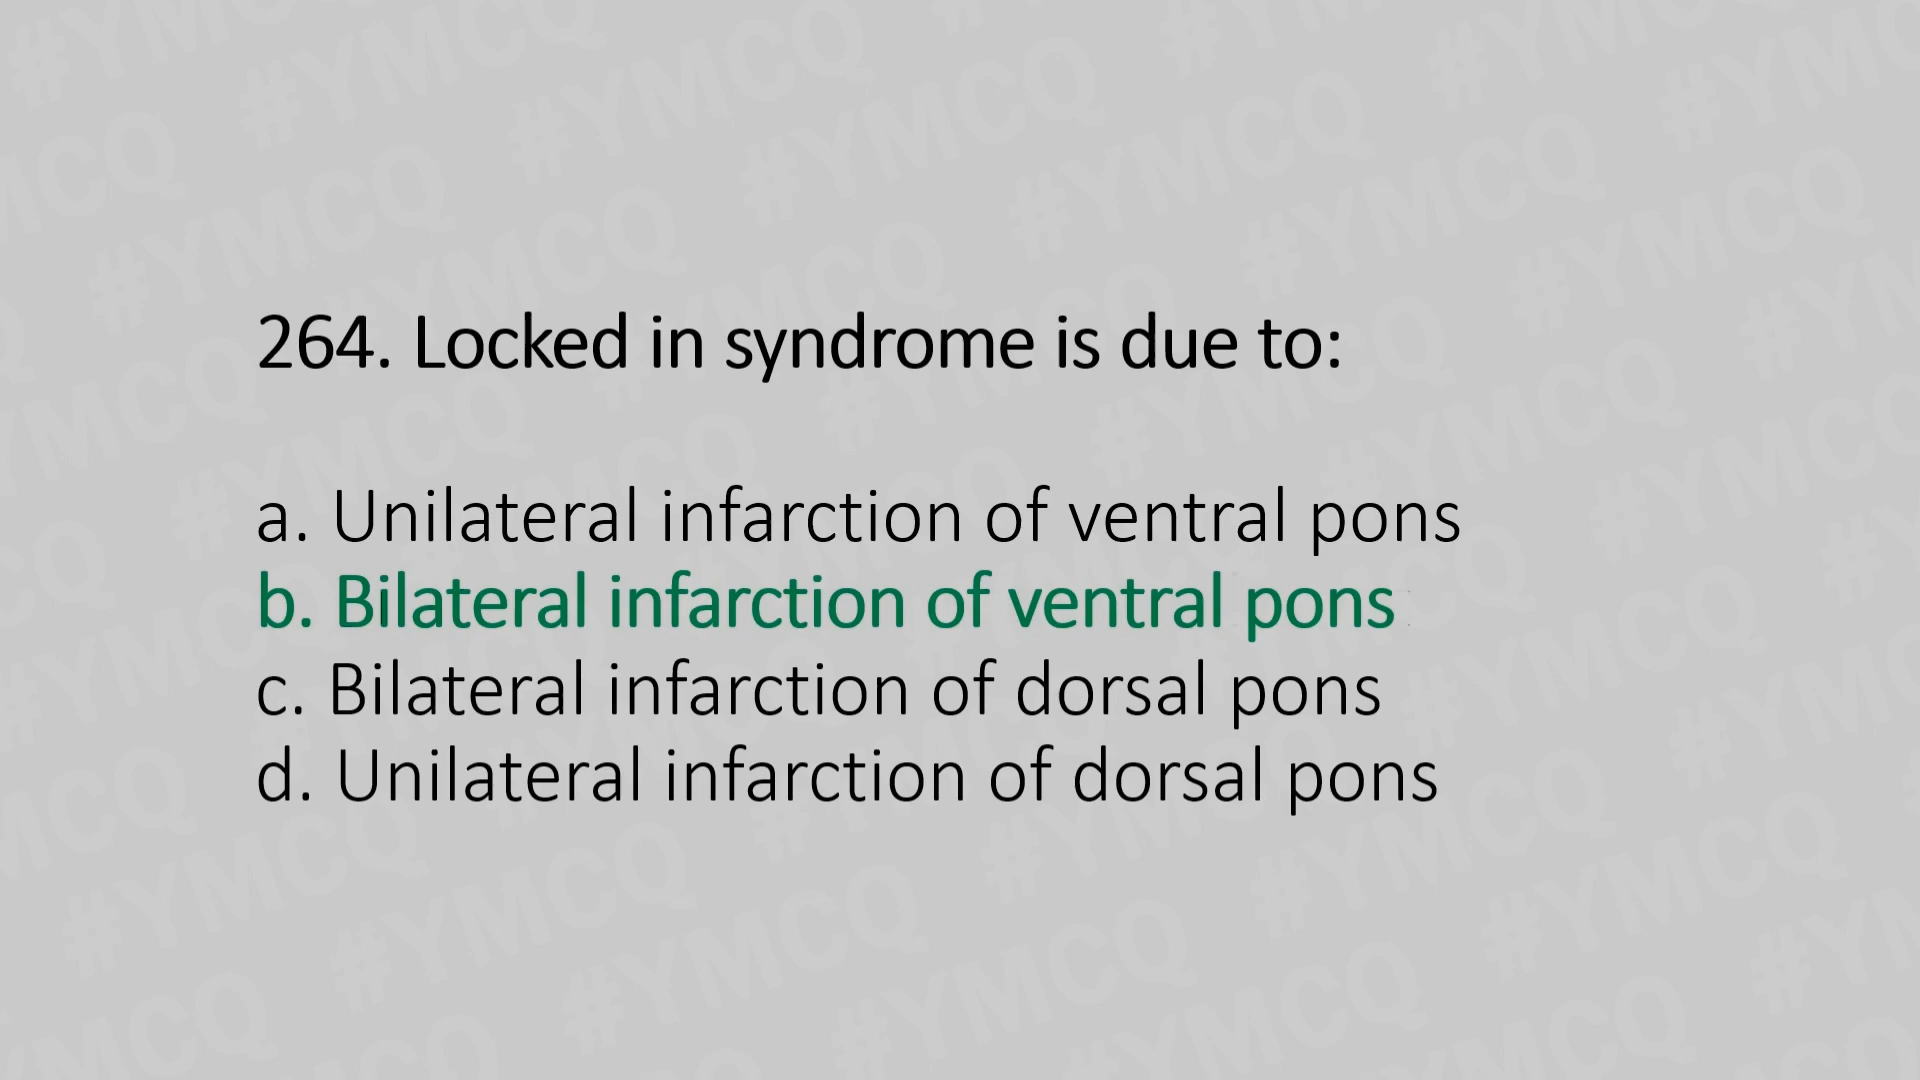 264. Locked in syndrome is due to:
a. Unilateral infarction of ventral pons
b. Bilateral infarction of ventral pons
c. Bilateral infarction of dorsal pons
d. Unilateral infarction of dorsal pons
#YMCQ